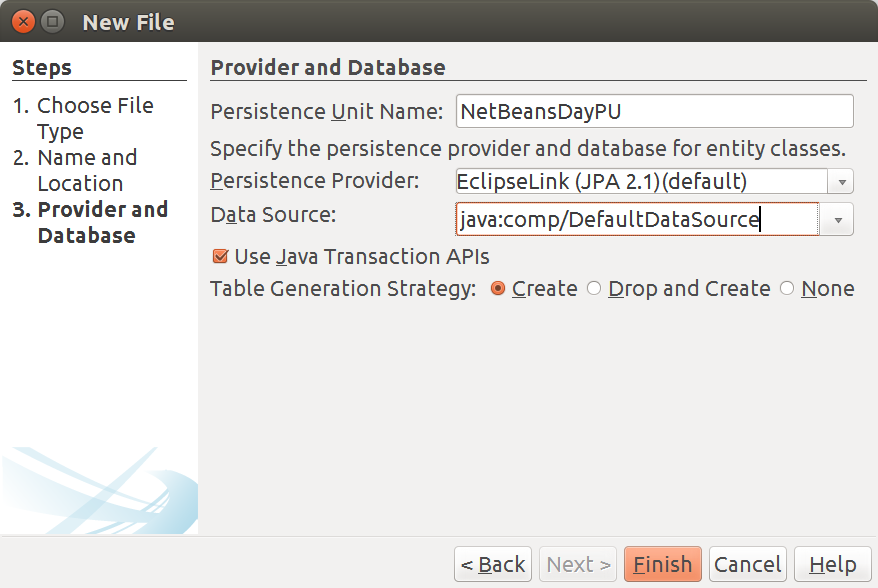 New File
Steps
1. Choose File
Type
2. Name and
Location
3. Provider and
Database
Provider and Database
Persistence Unit Name: NetBeansDayPU
Specify the persistence provider and database for entity classes.
Persistence Provider: EclipseLink (JPA 2.1)(default)
Data Source: java:comp/DefaultDataSource
Use Java Transaction APIs
Table Generation Strategy: Create Drop and Create None
< Back Next > Finish Cancel Help